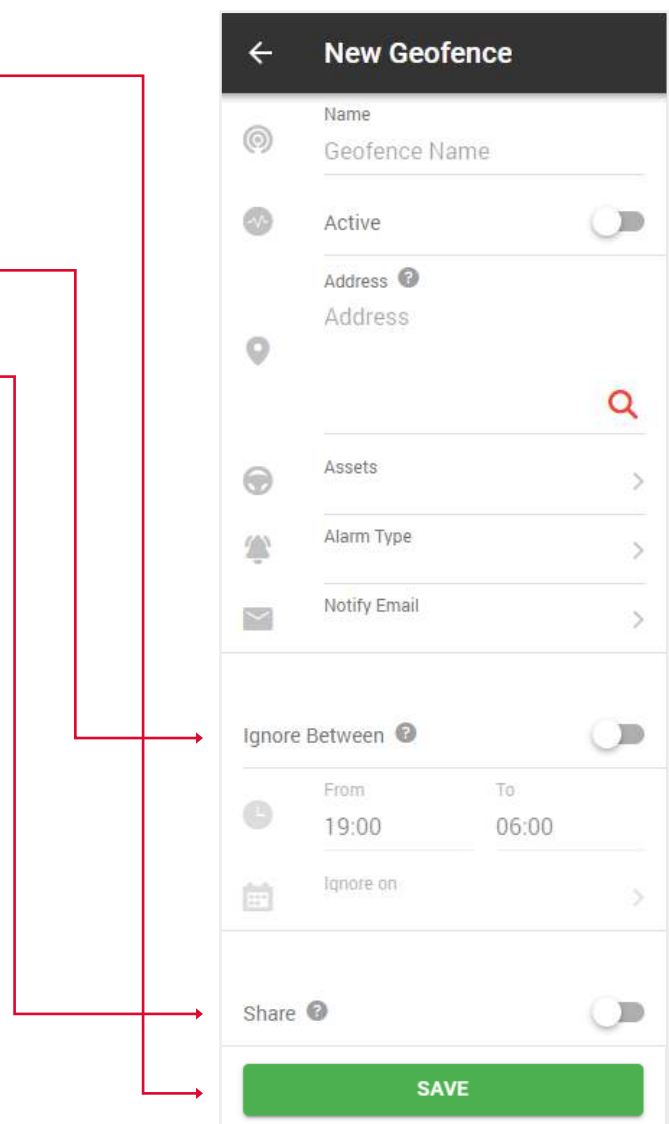 New Geofence
Name
Geofence Name
Active
Address
Address
Assets
Alarm Type
Notify Email
Ignore Between
From To
19:00 06:00
Ignore on
Share
SAVE